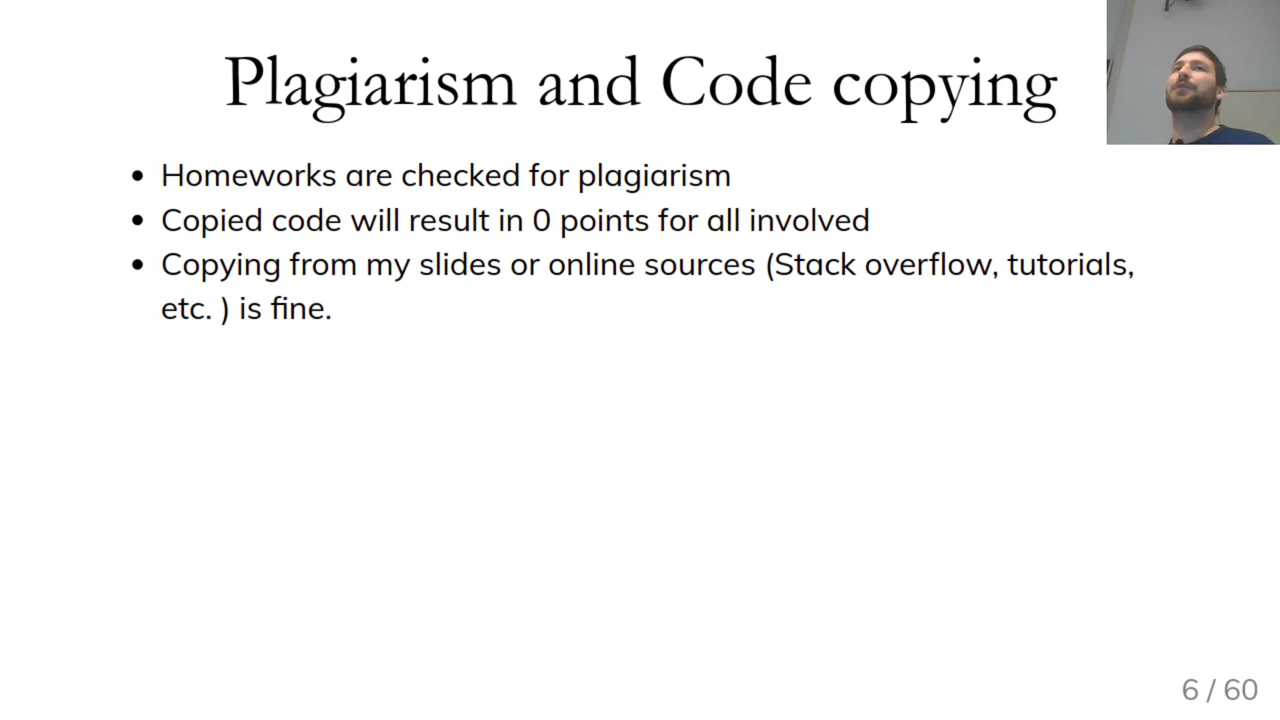 Plagiarism and Code copying
• Homeworks are checked for plagiarism
• Copied code will result in 0 points for all involved
• Copying from my slides or online sources (Stack overflow, tutorials,
etc. ) is fine.
6 / 60